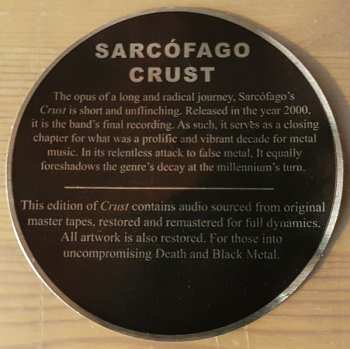 SARCÓFAGO
CRUST
The opus of a long and radical journey, Sarcófago's
Crust is short and unflinching. Released in the year 2000,
it is the band's final recording. As such, it serves as a closing
chapter for what was a prolific and vibrant decade for metal
music. In its relentless attack to false metal, It equally
foreshadows the genre's decay at the millennium's turn.
This edition of Crust contains audio sourced from original
master tapes, restored and remastered for full dynamics.
All artwork is also restored. For those into
uncompromising Death and Black Metal.